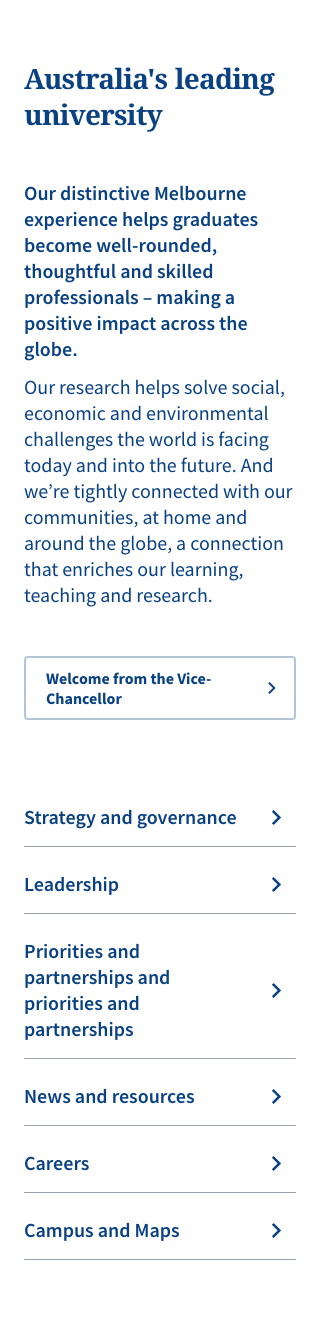 Australia's leading
university
Our distinctive Melbourne
experience helps graduates
become well-rounded,
thoughtful and skilled
professionals – making a
positive impact across the
globe.
Our research helps solve social,
economic and environmental
challenges the world is facing
today and into the future. And
we’re tightly connected with our
communities, at home and
around the globe, a connection
that enriches our learning,
teaching and research.
Welcome from the Vice-
Chancellor
Strategy and governance
Leadership
Priorities and
partnerships and
priorities and
partnerships
News and resources
Careers
Campus and Maps